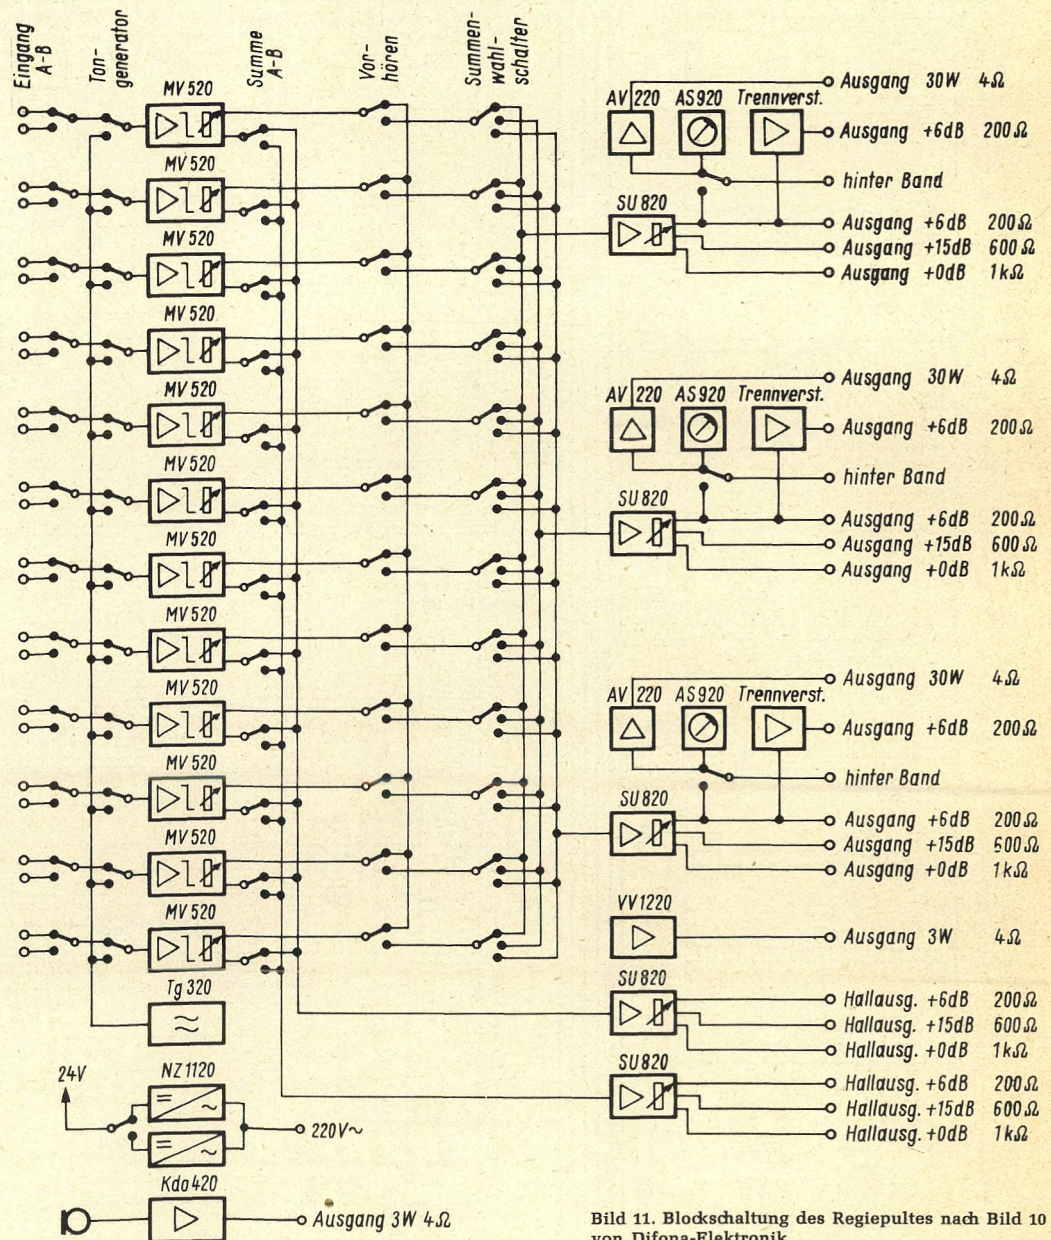 Eingang A-B
Ton-generator
Summe A-B
Vor-hören
Summen-wahl-schalter
MV 520
MV 520
MV 520
MV 520
MV 520
MV 520
MV 520
MV 520
MV 520
MV 520
MV 520
MV 520
Tg 320
24V
NZ 1120
= ~
= ~
220V~
Kdo 420
Ausgang 3W 4Ω
Ausgang 30W 4Ω
AV 220 AS 920 Trennverst.
Ausgang +6dB 200Ω
hinter Band
SU 820
Ausgang +6dB 200Ω
Ausgang +15dB 600Ω
Ausgang +0dB 1kΩ
Ausgang 30W 4Ω
AV 220 AS 920 Trennverst.
Ausgang +6dB 200Ω
hinter Band
SU 820
Ausgang +6dB 200Ω
Ausgang +15dB 600Ω
Ausgang +0dB 1kΩ
Ausgang 30W 4Ω
AV 220 AS 920 Trennverst.
Ausgang +6dB 200Ω
hinter Band
SU 820
Ausgang +6dB 200Ω
Ausgang +15dB 600Ω
Ausgang +0dB 1kΩ
VV 1220
Ausgang 3W 4Ω
SU 820
Hallausg. +6dB 200Ω
Hallausg. +15dB 600Ω
Hallausg. +0dB 1kΩ
SU 820
Hallausg. +6dB 200Ω
Hallausg. +15dB 600Ω
Hallausg. +0dB 1kΩ
Bild 11. Blockschaltung des Regiepultes nach Bild 10
von Difona-Elektronik